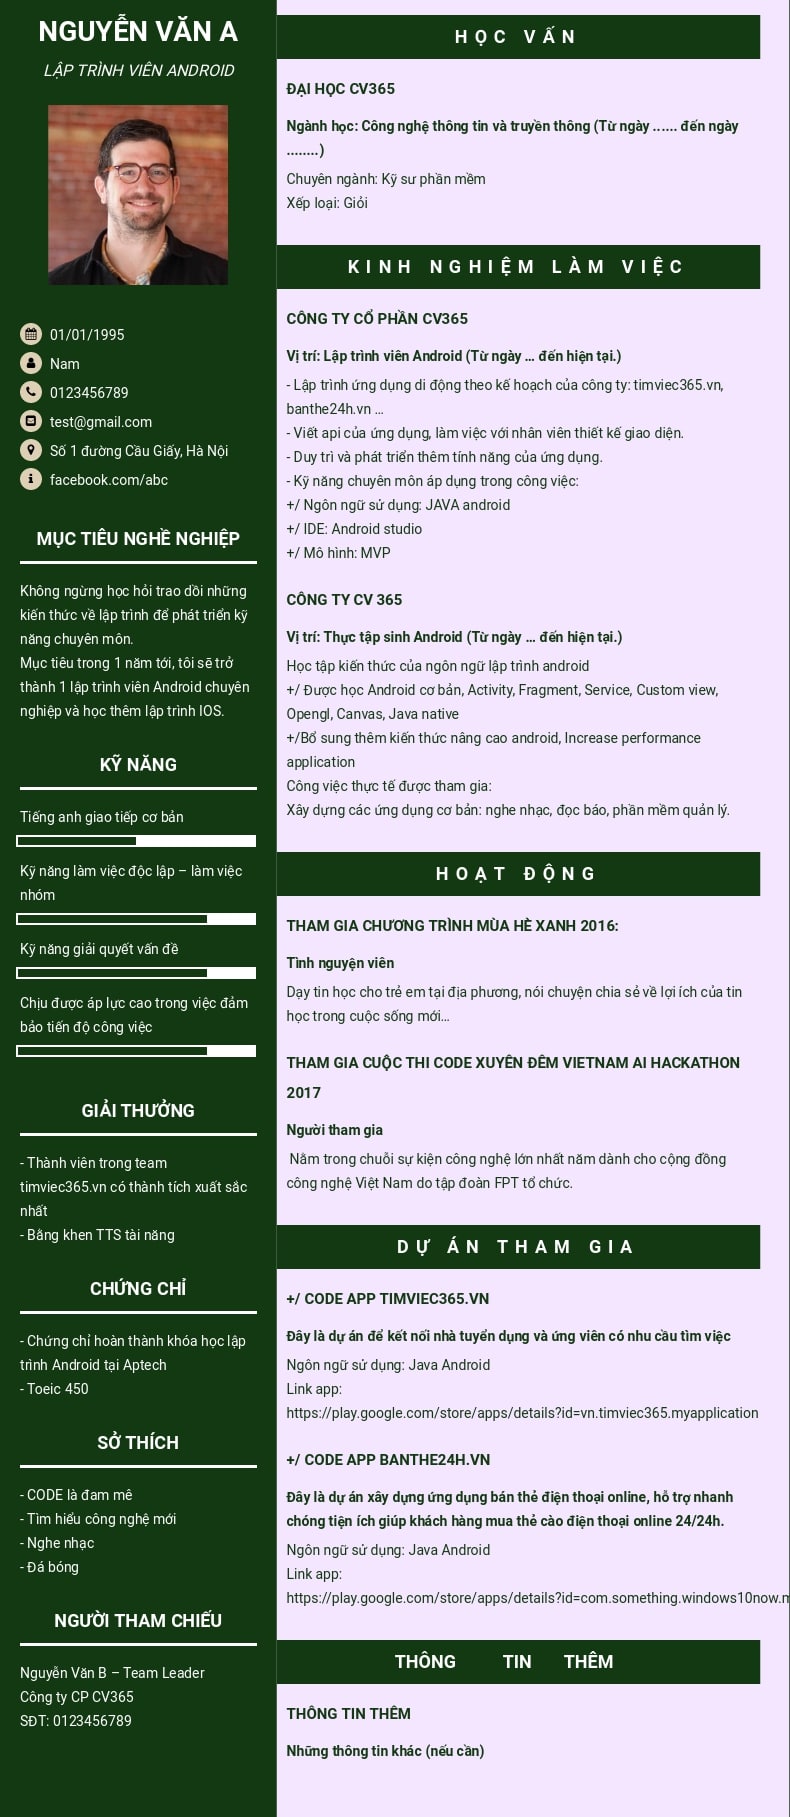 NGUYỄN VĂN A
LẬP TRÌNH VIÊN ANDROID
01/01/1995
Nam
0123456789
test@gmail.com
Số 1 đường Cầu Giấy, Hà Nội
facebook.com/abc
MỤC TIÊU NGHỀ NGHIỆP
Không ngừng học hỏi trao dồi những
kiến thức về lập trình để phát triển kỹ
năng chuyên môn.
Mục tiêu trong 1 năm tới, tôi sẽ trở
thành 1 lập trình viên Android chuyên
nghiệp và học thêm lập trình IOS.
KỸ NĂNG
Tiếng anh giao tiếp cơ bản
Kỹ năng làm việc độc lập – làm việc
nhóm
Kỹ năng giải quyết vấn đề
Chịu được áp lực cao trong việc đảm
bảo tiến độ công việc
GIẢI THƯỞNG
- Thành viên trong team
timviec365.vn có thành tích xuất sắc
nhất
- Bằng khen TTS tài năng
CHỨNG CHỈ
- Chứng chỉ hoàn thành khóa học lập
trình Android tại Aptech
- Toeic 450
SỞ THÍCH
- CODE là đam mê
- Tìm hiểu công nghệ mới
- Nghe nhạc
- Đá bóng
NGƯỜI THAM CHIẾU
Nguyễn Văn B – Team Leader
Công ty CP CV365
SĐT: 0123456789
HỌC VẤN
ĐẠI HỌC CV365
Ngành học: Công nghệ thông tin và truyền thông (Từ ngày ...... đến ngày
........)
Chuyên ngành: Kỹ sư phần mềm
Xếp loại: Giỏi
KINH NGHIỆM LÀM VIỆC
CÔNG TY CỔ PHẦN CV365
Vị trí: Lập trình viên Android (Từ ngày ... đến hiện tại.)
- Lập trình ứng dụng di động theo kế hoạch của công ty: timviec365.vn,
banthe24h.vn ...
- Viết api của ứng dụng, làm việc với nhân viên thiết kế giao diện.
- Duy trì và phát triển thêm tính năng của ứng dụng.
- Kỹ năng chuyên môn áp dụng trong công việc:
+/ Ngôn ngữ sử dụng: JAVA android
+/ IDE: Android studio
+/ Mô hình: MVP
CÔNG TY CV 365
Vị trí: Thực tập sinh Android (Từ ngày ... đến hiện tại.)
Học tập kiến thức của ngôn ngữ lập trình android
+/ Được học Android cơ bản, Activity, Fragment, Service, Custom view,
Opengl, Canvas, Java native
+/Bổ sung thêm kiến thức nâng cao android, Increase performance
application
Công việc thực tế được tham gia:
Xây dựng các ứng dụng cơ bản: nghe nhạc, đọc báo, phần mềm quản lý.
HOẠT ĐỘNG
THAM GIA CHƯƠNG TRÌNH MÙA HÈ XANH 2016:
Tình nguyện viên
Dạy tin học cho trẻ em tại địa phương, nói chuyện chia sẻ về lợi ích của tin
học trong cuộc sống mới...
THAM GIA CUỘC THI CODE XUYÊN ĐÊM VIETNAM AI HACKATHON
2017
Người tham gia
Nằm trong chuỗi sự kiện công nghệ lớn nhất năm dành cho cộng đồng
công nghệ Việt Nam do tập đoàn FPT tổ chức.
DỰ ÁN THAM GIA
+/ CODE APP TIMVIEC365.VN
Đây là dự án để kết nối nhà tuyển dụng và ứng viên có nhu cầu tìm việc
Ngôn ngữ sử dụng: Java Android
Link app:
https://play.google.com/store/apps/details?id=vn.timviec365.myapplication
+/ CODE APP BANTHE24H.VN
Đây là dự án xây dựng ứng dụng bán thẻ điện thoại online, hỗ trợ nhanh
chóng tiện ích giúp khách hàng mua thẻ cào điện thoại online 24/24h.
Ngôn ngữ sử dụng: Java Android
Link app:
https://play.google.com/store/apps/details?id=com.something.windows10now.m
THÔNG TIN THÊM
THÔNG TIN THÊM
Những thông tin khác (nếu cần)